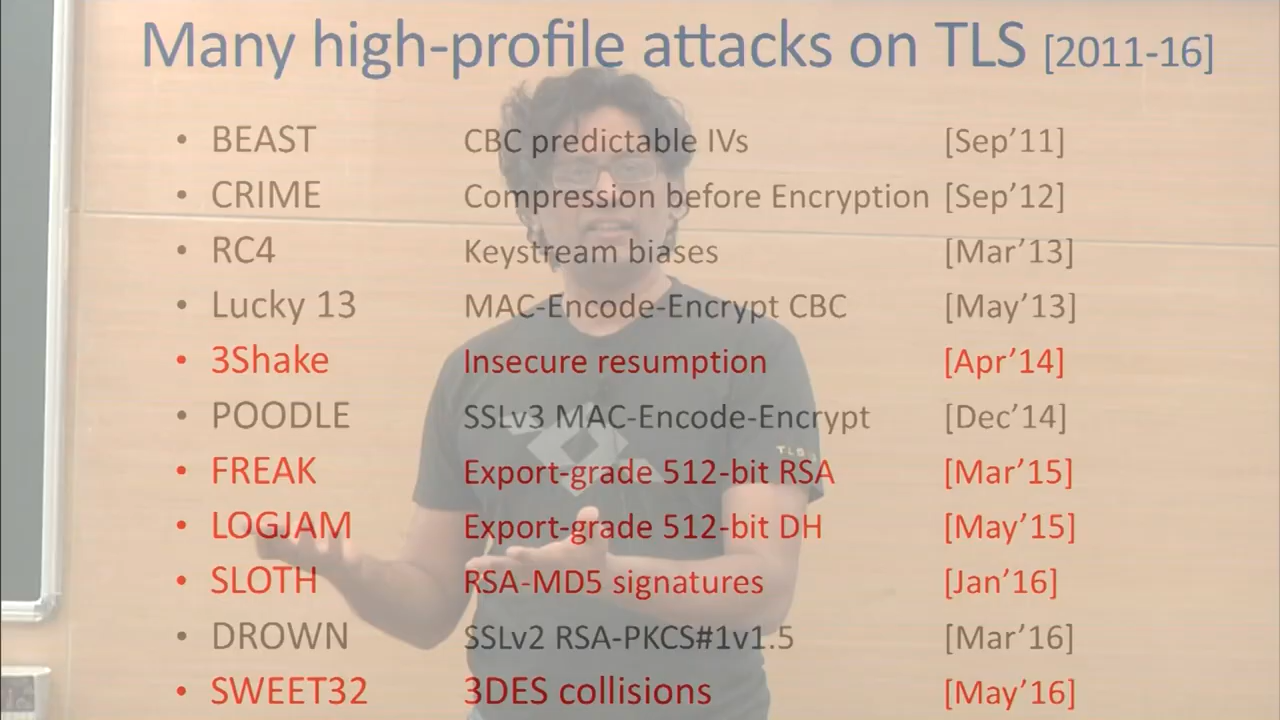 Many high-profile attacks on TLS [2011-16]
• BEAST CBC predictable IVs [Sep’11]
• CRIME Compression before Encryption [Sep’12]
• RC4 Keystream biases [Mar’13]
• Lucky 13 MAC-Encode-Encrypt CBC [May’13]
• 3Shake Insecure resumption [Apr’14]
• POODLE SSLv3 MAC-Encode-Encrypt [Dec’14]
• FREAK Export-grade 512-bit RSA [Mar’15]
• LOGJAM Export-grade 512-bit DH [May’15]
• SLOTH RSA-MD5 signatures [Jan’16]
• DROWN SSLv2 RSA-PKCS#1v1.5 [Mar’16]
• SWEET32 3DES collisions [May’16]
TLS